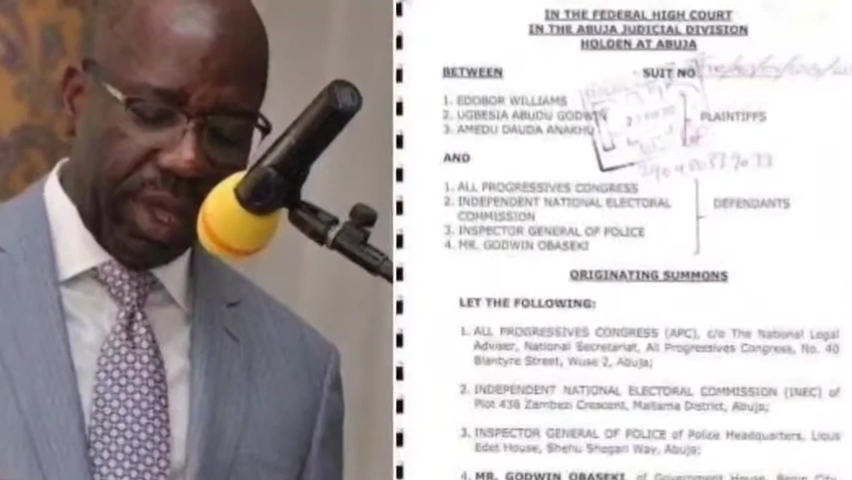 IN THE FEDERAL HIGH COURT
IN THE ABUJA JUDICIAL DIVISION
HOLDEN AT ABUJA
BETWEEN
SUIT NO
1. EDOBOR WILLIAMS
2. UGBESIA ABUDU GODWIN
3. AMEDU DAUDA ANAKHU
PLAINTIFFS
AND
1. ALL PROGRESSIVES CONGRESS
2. INDEPENDENT NATIONAL ELECTORAL
COMMISSION
3. INSPECTOR GENERAL OF POLICE
4. MR. GODWIN OBASEKI
DEFENDANTS
ORIGINATING SUMMONS
LET THE FOLLOWING:
1. ALL PROGRESSIVES CONGRESS (APC), c/o The National Legal
Adviser, National Secretariat, All Progressives Congress, No. 40
Blantyre Street, Wuse 2, Abuja;
2. INDEPENDENT NATIONAL ELECTORAL COMMISSION (INEC) of
Plot 436 Zambezi Crescent, Maitama District, Abuja;
3. INSPECTOR GENERAL OF POLICE of Police Headquarters, Lious
Edet House, Shehu Shagari Way, Abuja;
4. MR. GODWIN OBASEKI, of Government House, Benin City,